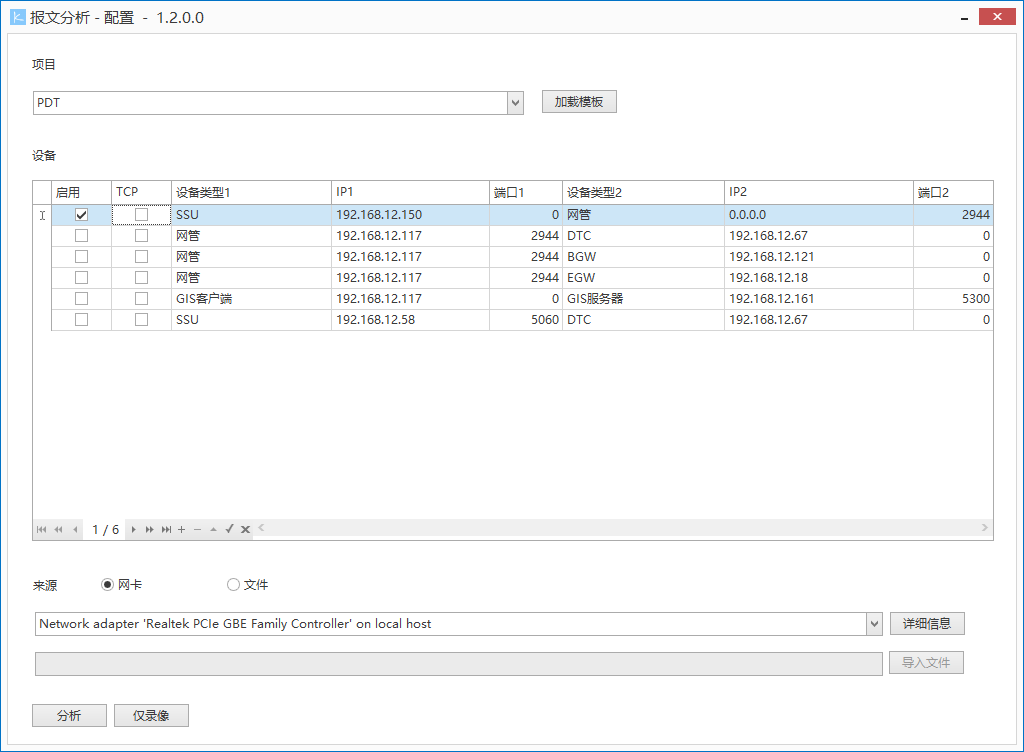 报文分析 - 配置 - 1.2.0.0
项目
PDT 加载模板
设备
启用 TCP 设备类型1 IP1 端口1 设备类型2 IP2 端口2
SSU 192.168.12.150 0 网管 0.0.0.0 2944
网管 192.168.12.117 2944 DTC 192.168.12.67 0
网管 192.168.12.117 2944 BGW 192.168.12.121 0
网管 192.168.12.117 2944 EGW 192.168.12.18 0
GIS客户端 192.168.12.117 0 GIS服务器 192.168.12.161 5300
SSU 192.168.12.58 5060 DTC 192.168.12.67 0
1 / 6
来源 网卡 文件
Network adapter 'Realtek PCIe GBE Family Controller' on local host 详细信息
导入文件
分析 仅录像